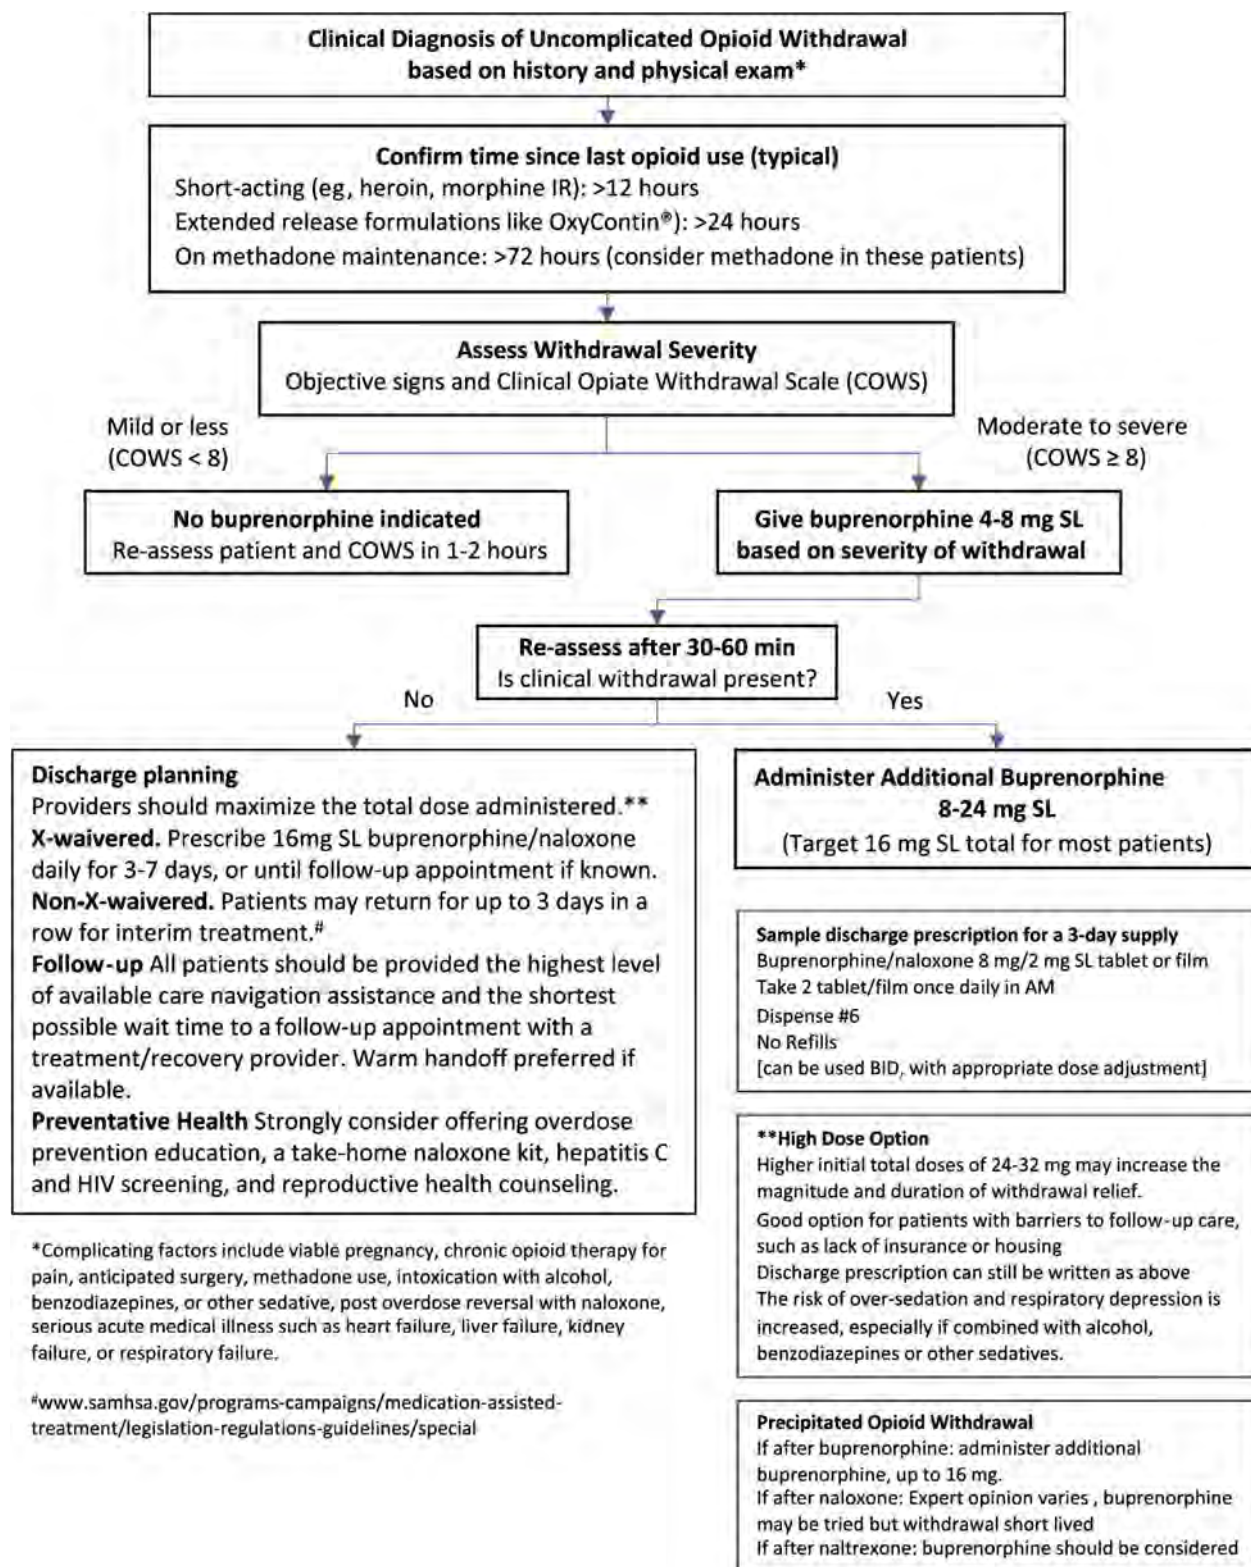 Clinical Diagnosis of Uncomplicated Opioid Withdrawal
based on history and physical exam*
Confirm time since last opioid use (typical)
Short-acting (eg, heroin, morphine IR): >12 hours
Extended release formulations like OxyContin®): >24 hours
On methadone maintenance: >72 hours (consider methadone in these patients)
Assess Withdrawal Severity
Objective signs and Clinical Opiate Withdrawal Scale (COWS)
Mild or less
(COWS < 8)
Moderate to severe
(COWS ≥ 8)
No buprenorphine indicated
Re-assess patient and COWS in 1-2 hours
Give buprenorphine 4-8 mg SL
based on severity of withdrawal
Re-assess after 30-60 min
Is clinical withdrawal present?
No
Yes
Discharge planning
Providers should maximize the total dose administered.**
X-waivered. Prescribe 16mg SL buprenorphine/naloxone
daily for 3-7 days, or until follow-up appointment if known.
Non-X-waivered. Patients may return for up to 3 days in a
row for interim treatment.#
Follow-up All patients should be provided the highest level
of available care navigation assistance and the shortest
possible wait time to a follow-up appointment with a
treatment/recovery provider. Warm handoff preferred if
available.
Preventative Health Strongly consider offering overdose
prevention education, a take-home naloxone kit, hepatitis C
and HIV screening, and reproductive health counseling.
*Complicating factors include viable pregnancy, chronic opioid therapy for
pain, anticipated surgery, methadone use, intoxication with alcohol,
benzodiazepines, or other sedative, post overdose reversal with naloxone,
serious acute medical illness such as heart failure, liver failure, kidney
failure, or respiratory failure.
#www.samhsa.gov/programs-campaigns/medication-assisted-
treatment/legislation-regulations-guidelines/special
Administer Additional Buprenorphine
8-24 mg SL
(Target 16 mg SL total for most patients)
Sample discharge prescription for a 3-day supply
Buprenorphine/naloxone 8 mg/2 mg SL tablet or film
Take 2 tablet/film once daily in AM
Dispense #6
No Refills
[can be used BID, with appropriate dose adjustment]
**High Dose Option
Higher initial total doses of 24-32 mg may increase the
magnitude and duration of withdrawal relief.
Good option for patients with barriers to follow-up care,
such as lack of insurance or housing
Discharge prescription can still be written as above
The risk of over-sedation and respiratory depression is
increased, especially if combined with alcohol,
benzodiazepines or other sedatives.
Precipitated Opioid Withdrawal
If after buprenorphine: administer additional
buprenorphine, up to 16 mg.
If after naloxone: Expert opinion varies , buprenorphine
may be tried but withdrawal short lived
If after naltrexone: buprenorphine should be considered